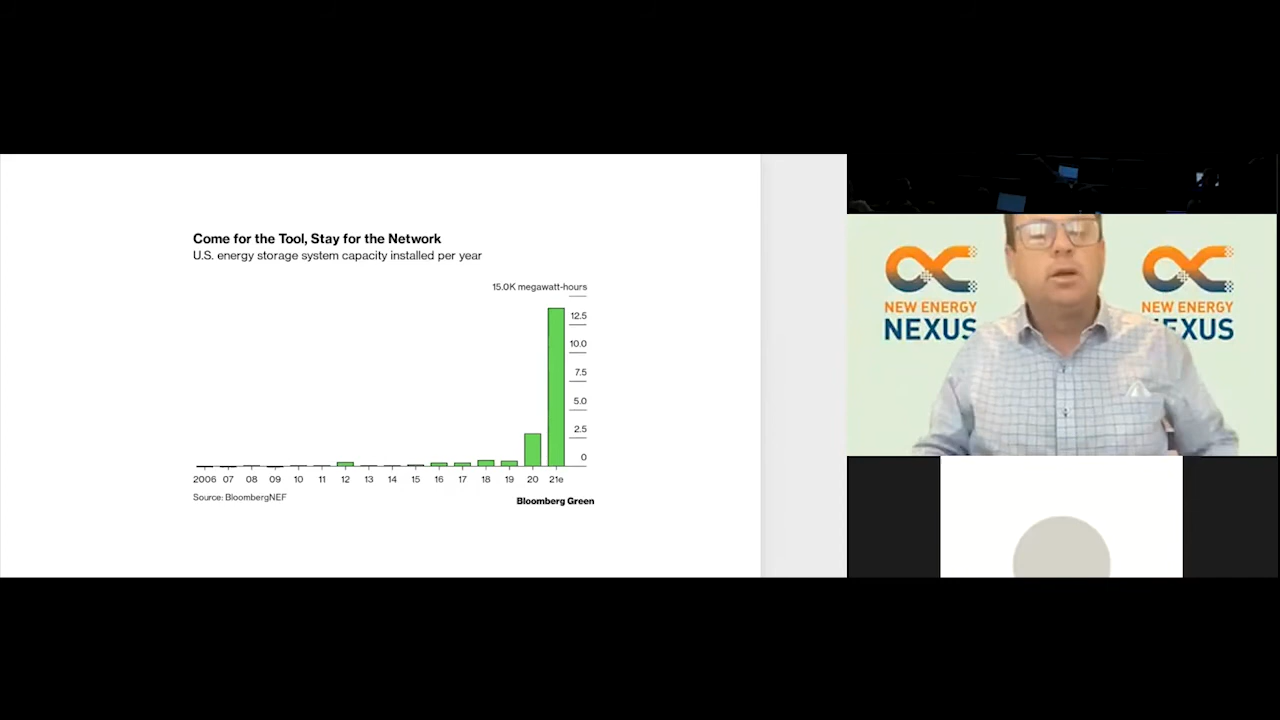 Come for the Tool, Stay for the Network
U.S. energy storage system capacity installed per year
15.0K megawatt-hours
12.5
10.0
7.5
5.0
2.5
0
2006 07 08 09 10 11 12 13 14 15 16 17 18 19 20 21e
Source: BloombergNEF
Bloomberg Green
NEW ENERGY
NEXUS
NEW ENERGY
NEXUS